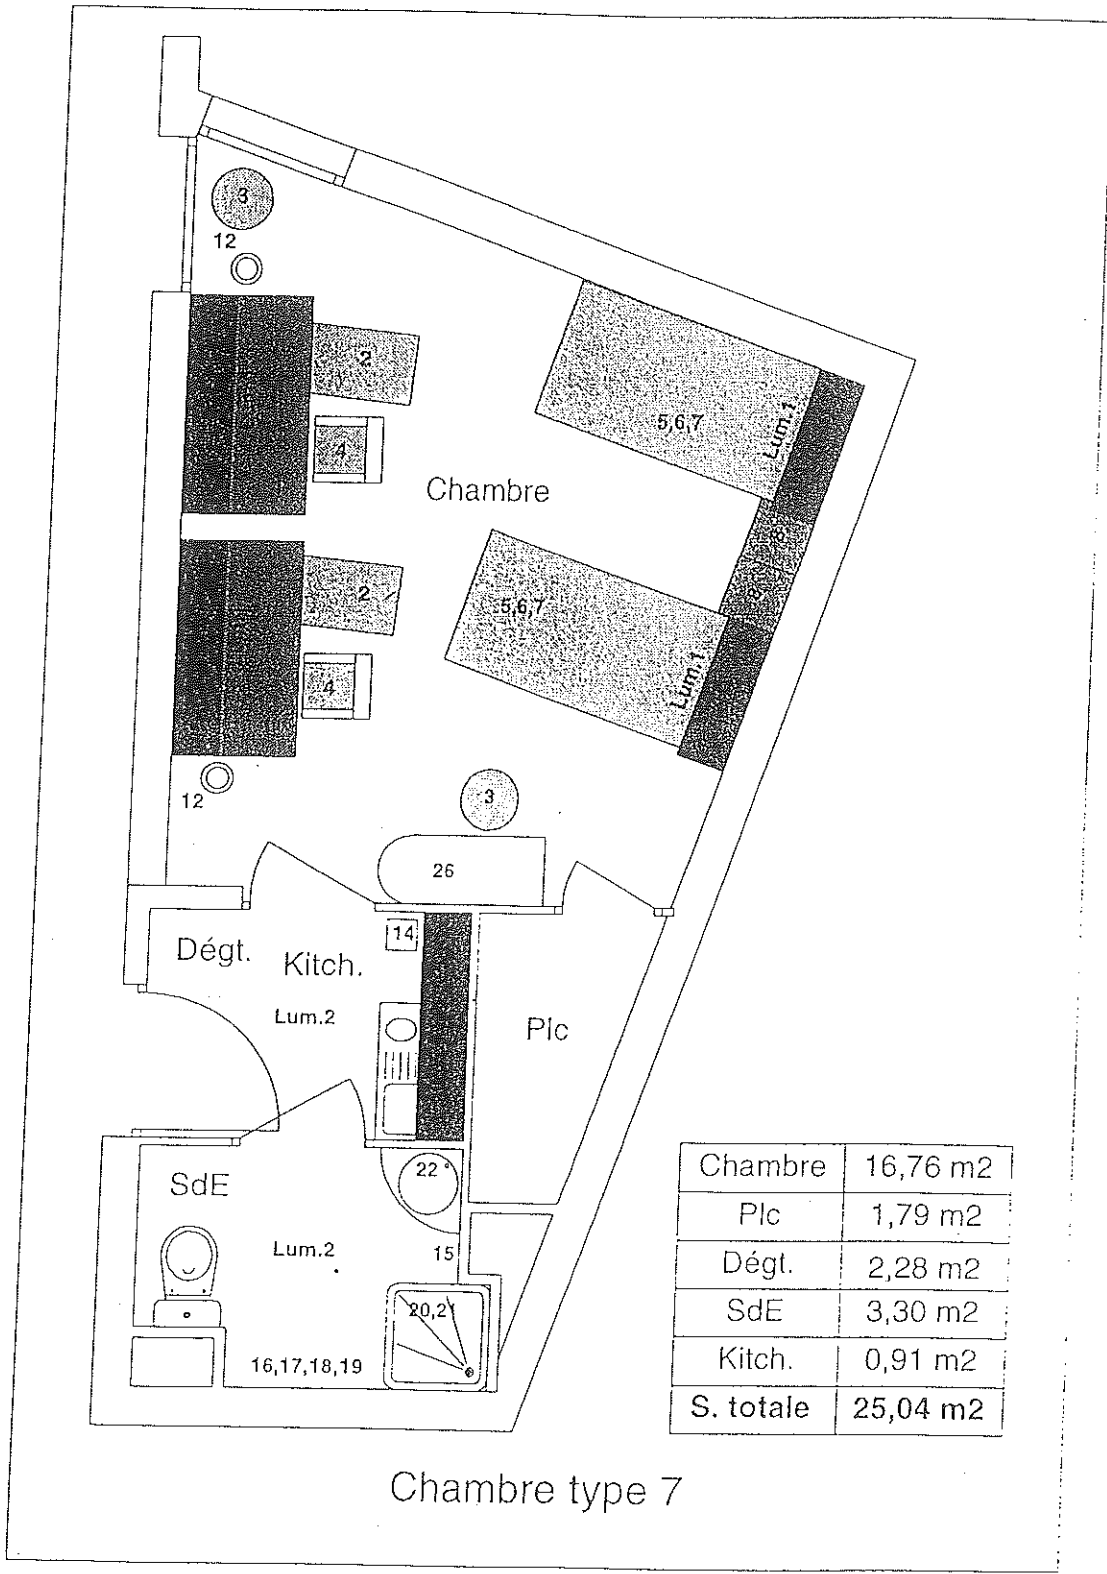 3
12
2
5,6,7
Lum.1
4
Chambre
8
8
2
5,6,7
4
Lum.1
12
3
26
14
Dégt.
Kitch.
Lum.2
Plc
22
SdE
Lum.2
15
20,21
16,17,18,19
Chambre 16,76 m2
Plc 1,79 m2
Dégt. 2,28 m2
SdE 3,30 m2
Kitch. 0,91 m2
S. totale 25,04 m2
Chambre type 7